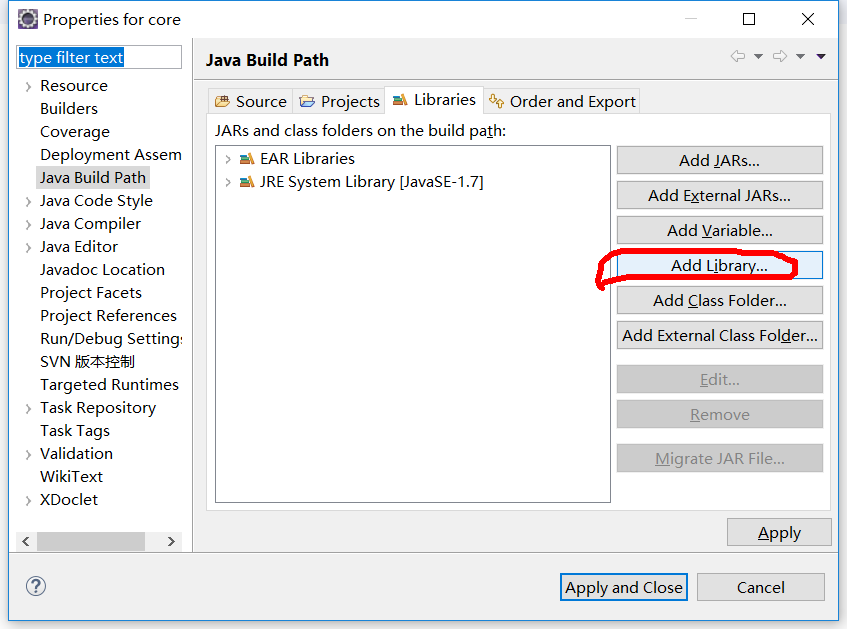 Properties for core
type filter text
Resource
Builders
Coverage
Deployment Assem
Java Build Path
Java Code Style
Java Compiler
Java Editor
Javadoc Location
Project Facets
Project References
Run/Debug Settings
SVN 版本控制
Targeted Runtimes
Task Repository
Task Tags
Validation
WikiText
XDoclet
Java Build Path
Source
Projects
Libraries
Order and Export
JARs and class folders on the build path:
EAR Libraries
JRE System Library [JavaSE-1.7]
Add JARs...
Add External JARs...
Add Variable...
Add Library...
Add Class Folder...
Add External Class Folder...
Edit...
Remove
Migrate JAR File...
Apply
?
Apply and Close
Cancel